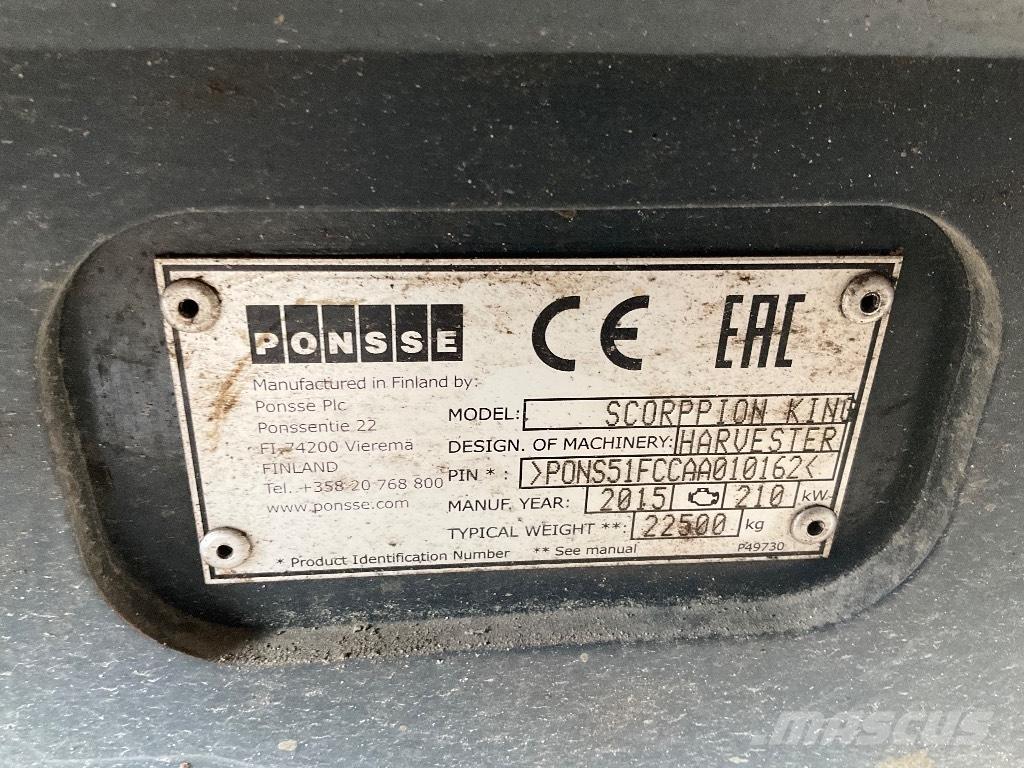 PONSSE
CE EAC
Manufactured in Finland by:
Ponsse Plc
Ponssentie 22
FI-74200 Vieremä
FINLAND
Tel. +358 20 768 800
www.ponsse.com
MODEL: SCORPPION KING
DESIGN. OF MACHINERY: HARVESTER
PIN * : >PONS51FCCAA010162<
MANUF. YEAR: 2015 210 kW
TYPICAL WEIGHT **: 22500 kg
* Product Identification Number ** See manual P49730
MASCUS